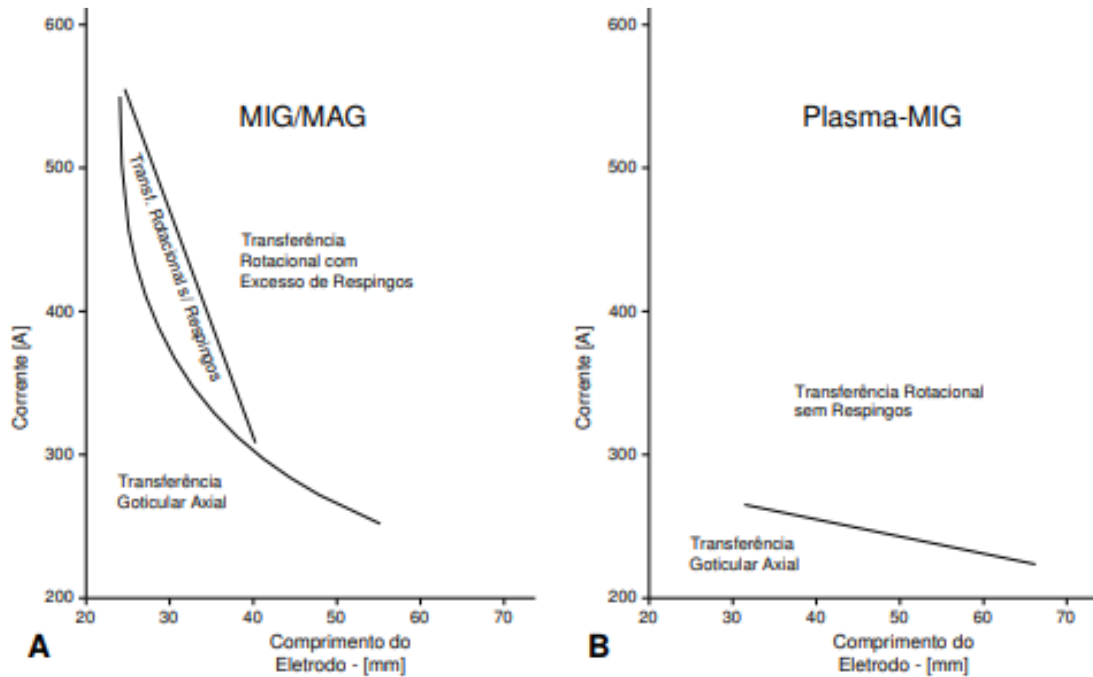 600
500
400
300
200
Corrente [A]
MIG/MAG
Transf. Rotacional s/ Respingos
Transferência
Rotacional com
Excesso de Respingos
Transferência
Goticular Axial
20
30
40
50
60
70
A
Comprimento do
Eletrodo - [mm]
600
500
400
300
200
Corrente [A]
Plasma-MIG
Transferência Rotacional
sem Respingos
Transferência
Goticular Axial
20
30
40
50
60
70
B
Comprimento do
Eletrodo - [mm]